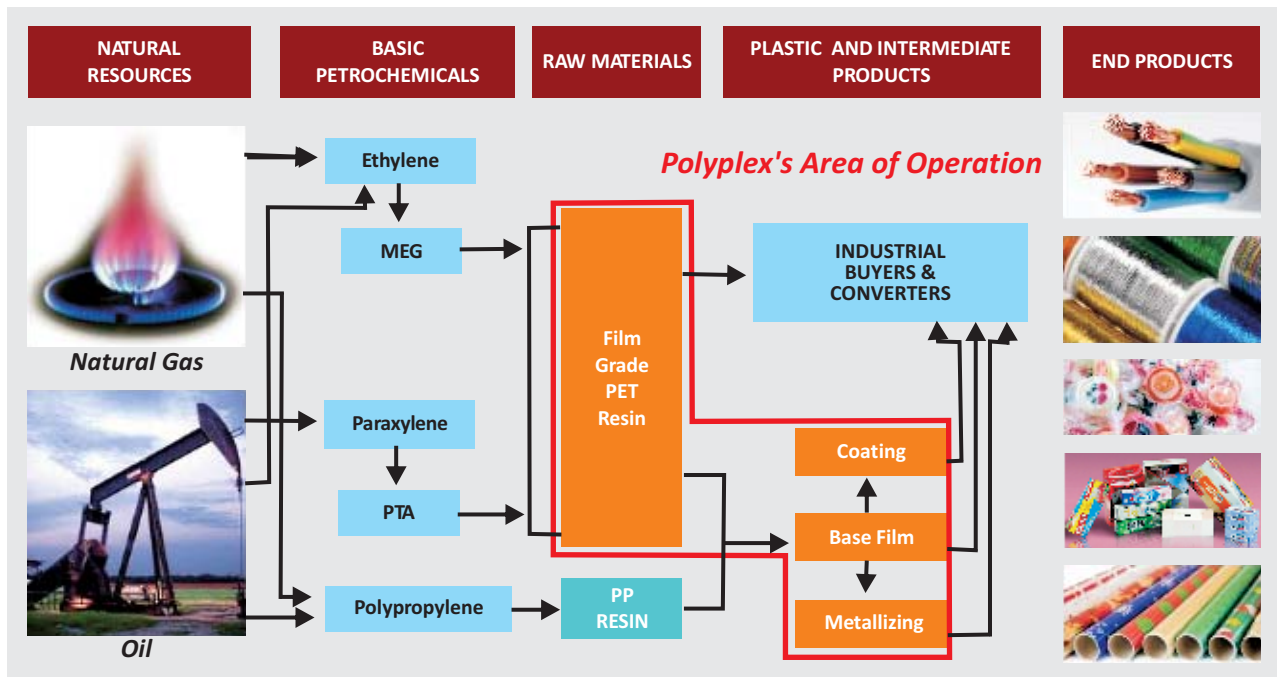 NATURAL
RESOURCES
BASIC
PETROCHEMICALS
RAW MATERIALS
PLASTIC AND INTERMEDIATE
PRODUCTS
END PRODUCTS
Polyplex's Area of Operation
Ethylene
MEG
Natural Gas
INDUSTRIAL
BUYERS &
CONVERTERS
Film
Grade
PET
Resin
Paraxylene
PTA
Coating
Base Film
Metallizing
Polypropylene
PP
RESIN
Oil